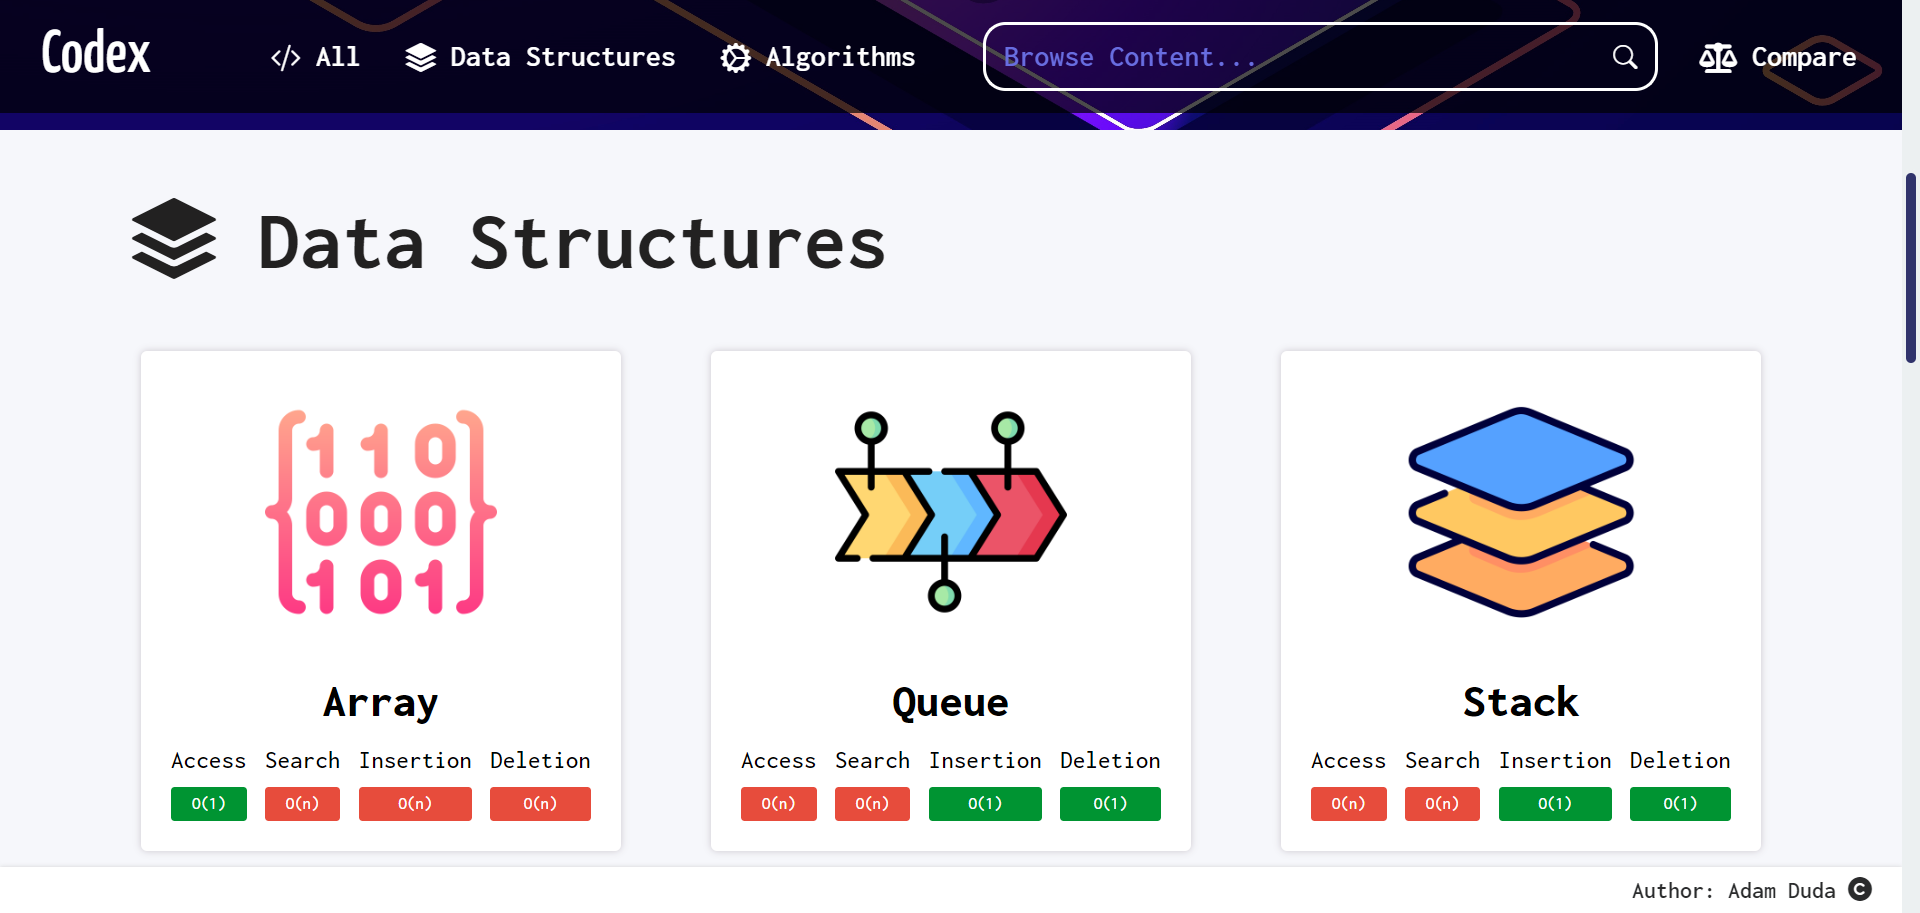 Codex
</> All
Data Structures
Algorithms
Browse Content...
Compare
Data Structures
110
000
101
Array
Access Search Insertion Deletion
O(1) O(n) O(n) O(n)
Queue
Access Search Insertion Deletion
O(n) O(n) O(1) O(1)
Stack
Access Search Insertion Deletion
O(n) O(n) O(1) O(1)
Author: Adam Duda ©